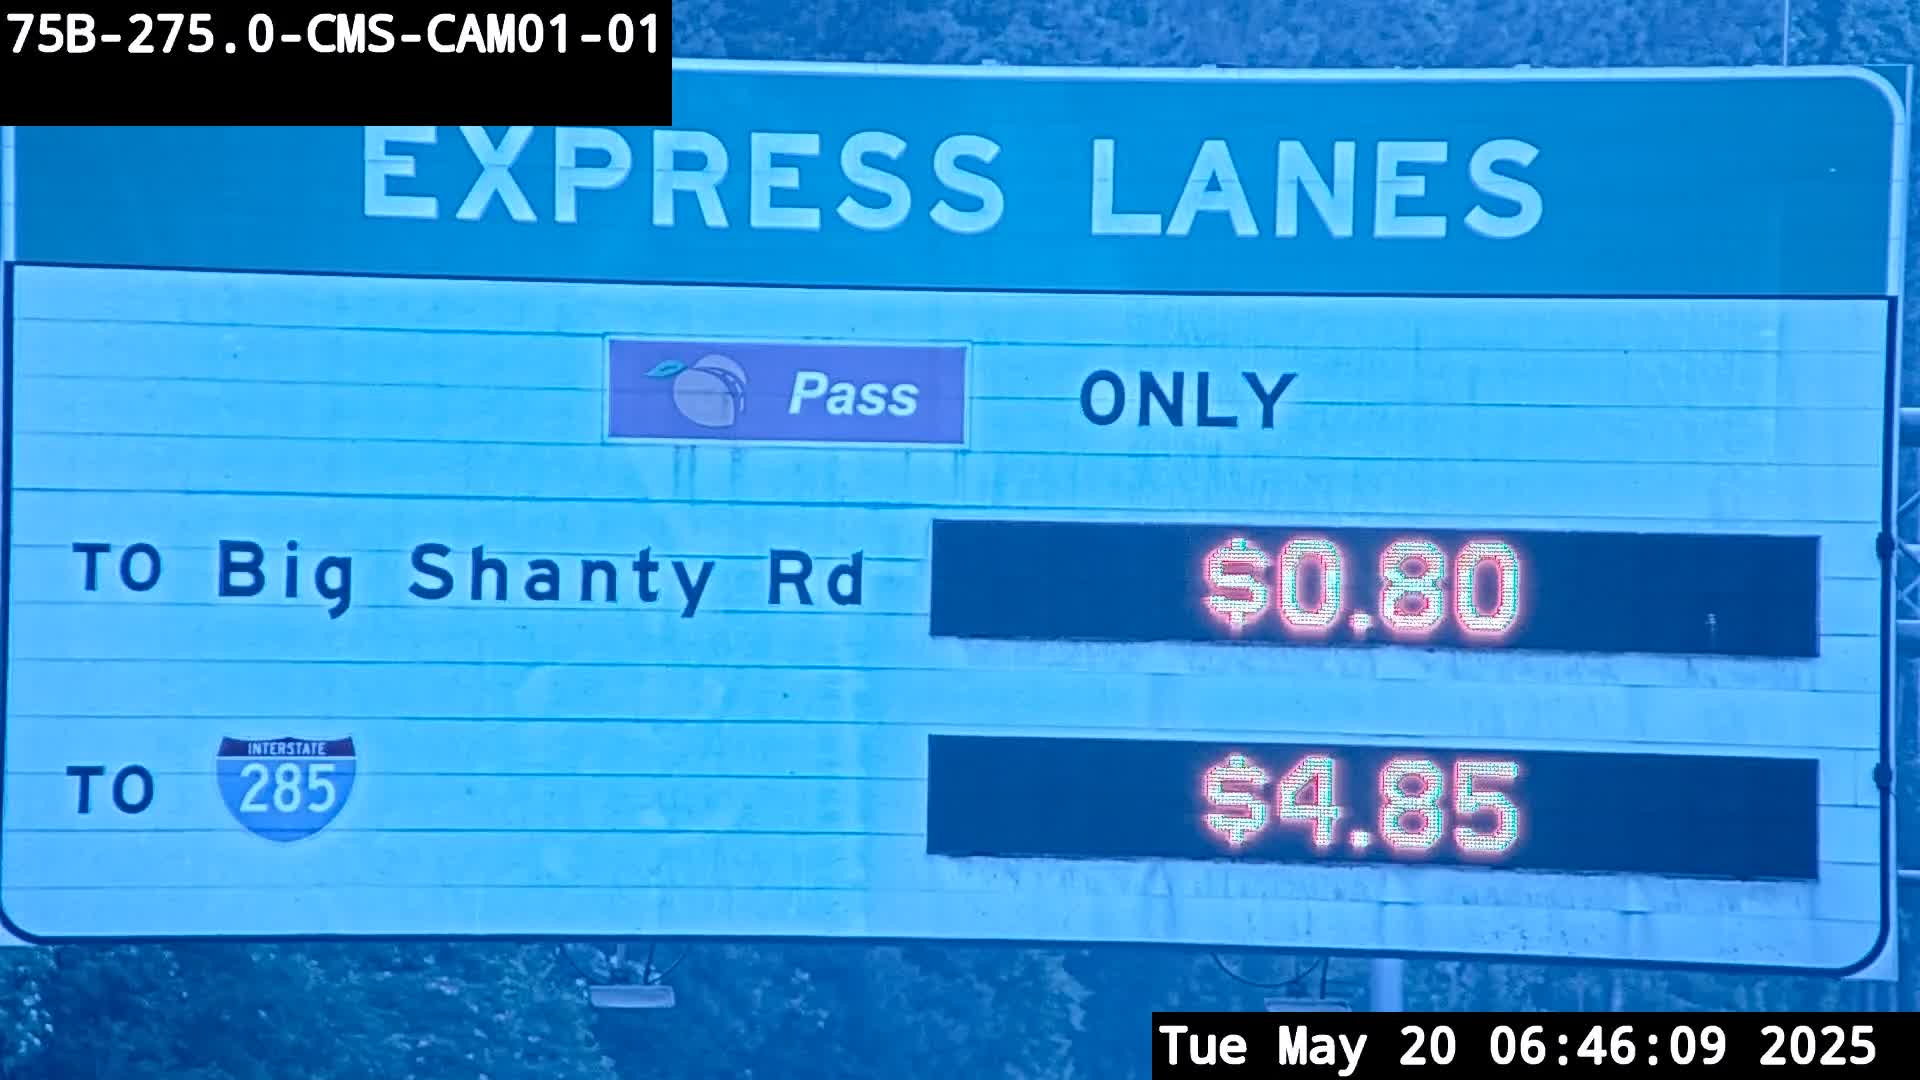 75B-275.0-CMS-CAM01-01
EXPRESS LANES
Pass ONLY
TO Big Shanty Rd $0.80
TO INTERSTATE 285 $4.85
Tue May 20 06:46:09 2025